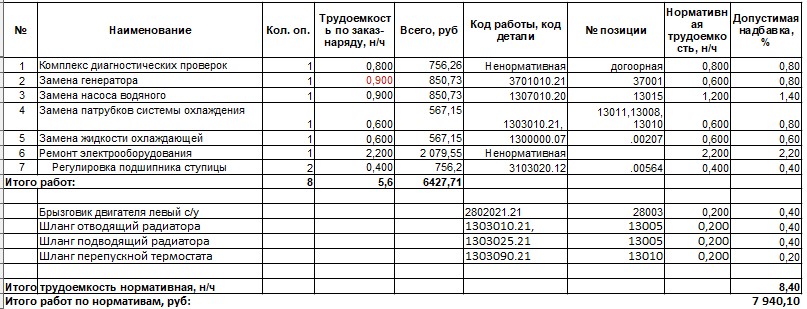 № Наименование Кол. оп. Трудоемкость по заказ-наряду, н/ч Всего, руб Код работы, код детали № позиции Нормативная трудоемкость, н/ч Допустимая надбавка, %
1 Комплекс диагностических проверок 1 0,800 756,26 Ненормативная догоорная 0,800 0,80
2 Замена генератора 1 0,900 850,73 3701010.21 37001 0,600 0,80
3 Замена насоса водяного 1 0,900 850,73 1307010.20 13015 1,200 1,40
4 Замена патрубков системы охлаждения 1 0,600 567,15 1303010.21, 13011,13008, 13010 0,600 0,80
5 Замена жидкости охлаждающей 1 0,600 567,15 1300000.07 .00207 0,600 0,60
6 Ремонт электрооборудования 1 2,200 2 079,55 Ненормативная 2,200 2,20
7 Регулировка подшипника ступицы 2 0,400 756,2 3103020.12 .00564 0,400 0,40
Итого работ: 8 5,6 6427,71
Брызговик двигателя левый с/у 2802021.21 28003 0,200 0,40
Шланг отводящий радиатора 1303010.21, 13005 0,200 0,40
Шланг подводящий радиатора 1303025.21 13005 0,200 0,40
Шланг перепускной термостата 1303090.21 13010 0,200 0,20
Итого трудоемкость нормативная, н/ч 8,40
Итого работ по нормативам, руб: 7 940,10